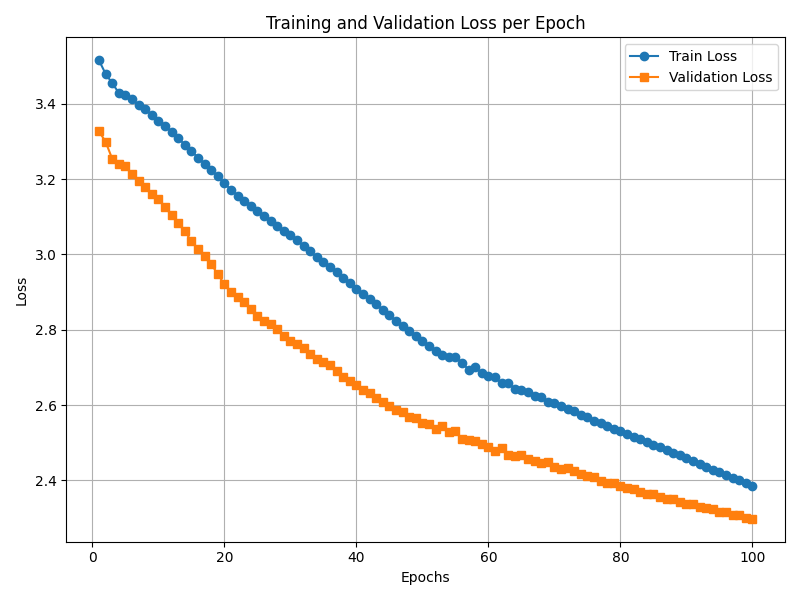 Training and Validation Loss per Epoch
Train Loss
Validation Loss
3.4
3.2
3.0
2.8
2.6
2.4
Loss
0 20 40 60 80 100
Epochs